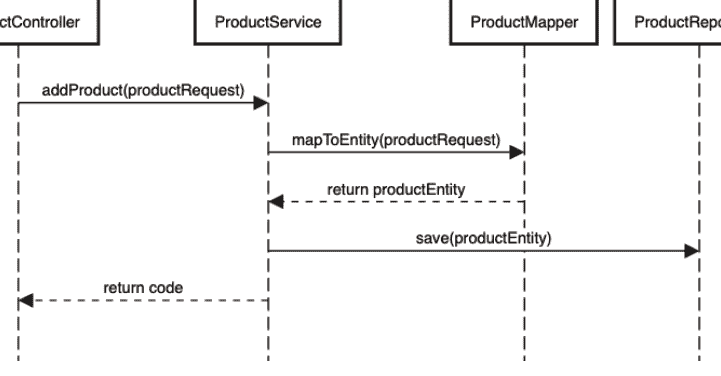 ctController
ProductService
ProductMapper
ProductRepo
addProduct(productRequest)
mapToEntity(productRequest)
return productEntity
save(productEntity)
return code